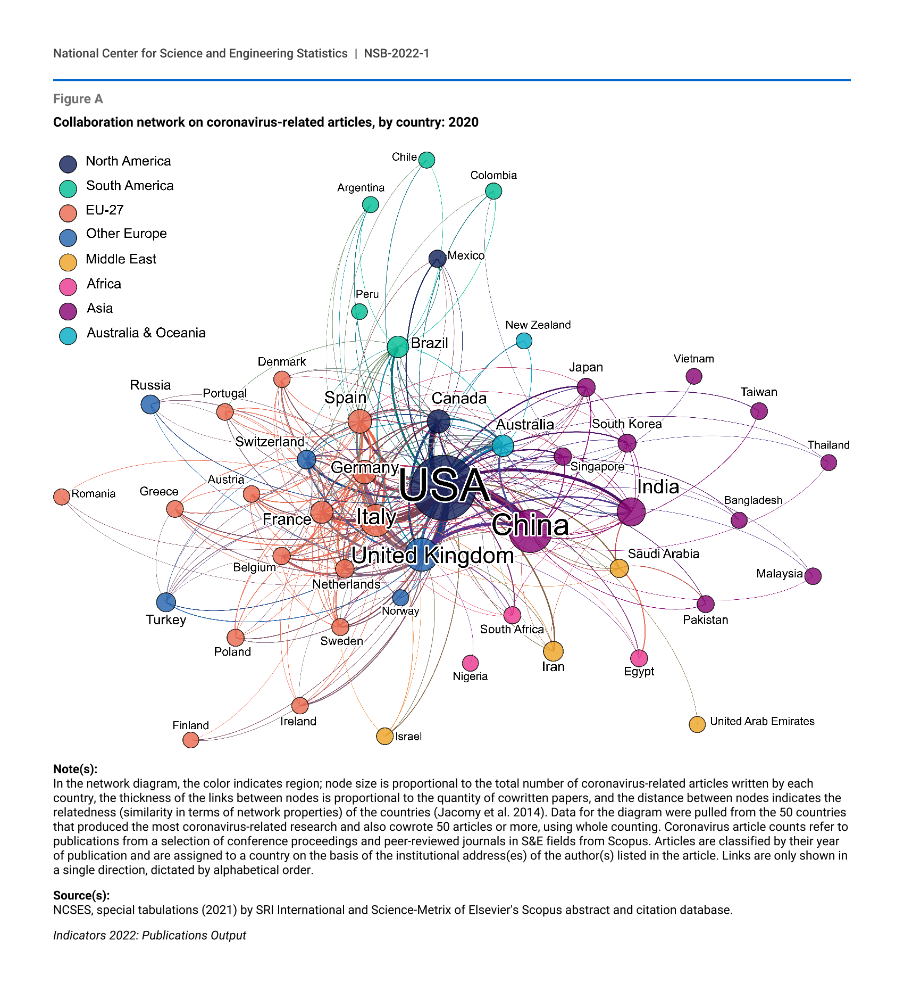 National Center for Science and Engineering Statistics | NSB-2022-1
Figure A
Collaboration network on coronavirus-related articles, by country: 2020
North America
South America
EU-27
Other Europe
Middle East
Africa
Asia
Australia & Oceania
Chile
Colombia
Argentina
Mexico
Peru
New Zealand
Brazil
Vietnam
Denmark
Japan
Russia
Portugal
Spain
Canada
Taiwan
Australia
South Korea
Switzerland
Thailand
Germany
Singapore
USA
Austria
India
Romania
Greece
Bangladesh
France
Italy
China
United Kingdom
Saudi Arabia
Belgium
Malaysia
Netherlands
Norway
Turkey
Pakistan
South Africa
Sweden
Poland
Iran
Egypt
Nigeria
Ireland
United Arab Emirates
Finland
Israel
Note(s):
In the network diagram, the color indicates region; node size is proportional to the total number of coronavirus-related articles written by each
country, the thickness of the links between nodes is proportional to the quantity of cowritten papers, and the distance between nodes indicates the
relatedness (similarity in terms of network properties) of the countries (Jacomy et al. 2014). Data for the diagram were pulled from the 50 countries
that produced the most coronavirus-related research and also cowrote 50 articles or more, using whole counting. Coronavirus article counts refer to
publications from a selection of conference proceedings and peer-reviewed journals in S&E fields from Scopus. Articles are classified by their year
of publication and are assigned to a country on the basis of the institutional address(es) of the author(s) listed in the article. Links are only shown in
a single direction, dictated by alphabetical order.
Source(s):
NCSES, special tabulations (2021) by SRI International and Science-Metrix of Elsevier's Scopus abstract and citation database.
Indicators 2022: Publications Output